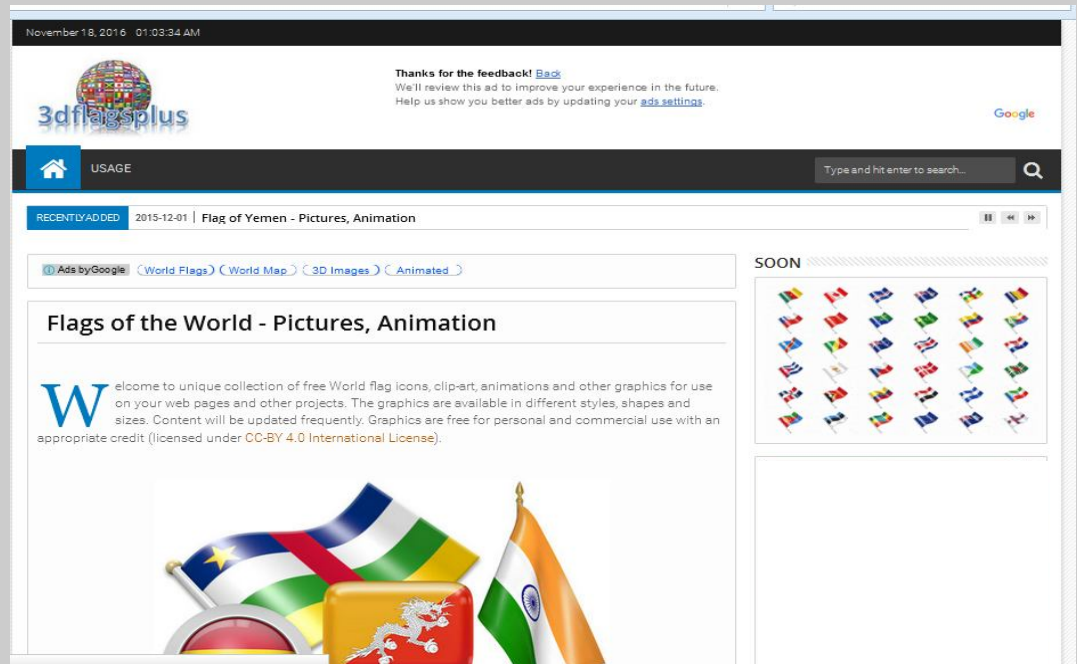 November 18, 2016 01:03:34 AM
3dflagsplus
Thanks for the feedback! Back
We'll review this ad to improve your experience in the future.
Help us show you better ads by updating your ads settings.
Google
USAGE
Type and hit enter to search...
RECENTLY ADDED 2015-12-01 | Flag of Yemen - Pictures, Animation
Ads by Google World Flags World Map 3D Images Animated
SOON
Flags of the World - Pictures, Animation
Welcome to unique collection of free World flag icons, clip-art, animations and other graphics for use
on your web pages and other projects. The graphics are available in different styles, shapes and
sizes. Content will be updated frequently. Graphics are free for personal and commercial use with an
appropriate credit (licensed under CC-BY 4.0 International License).